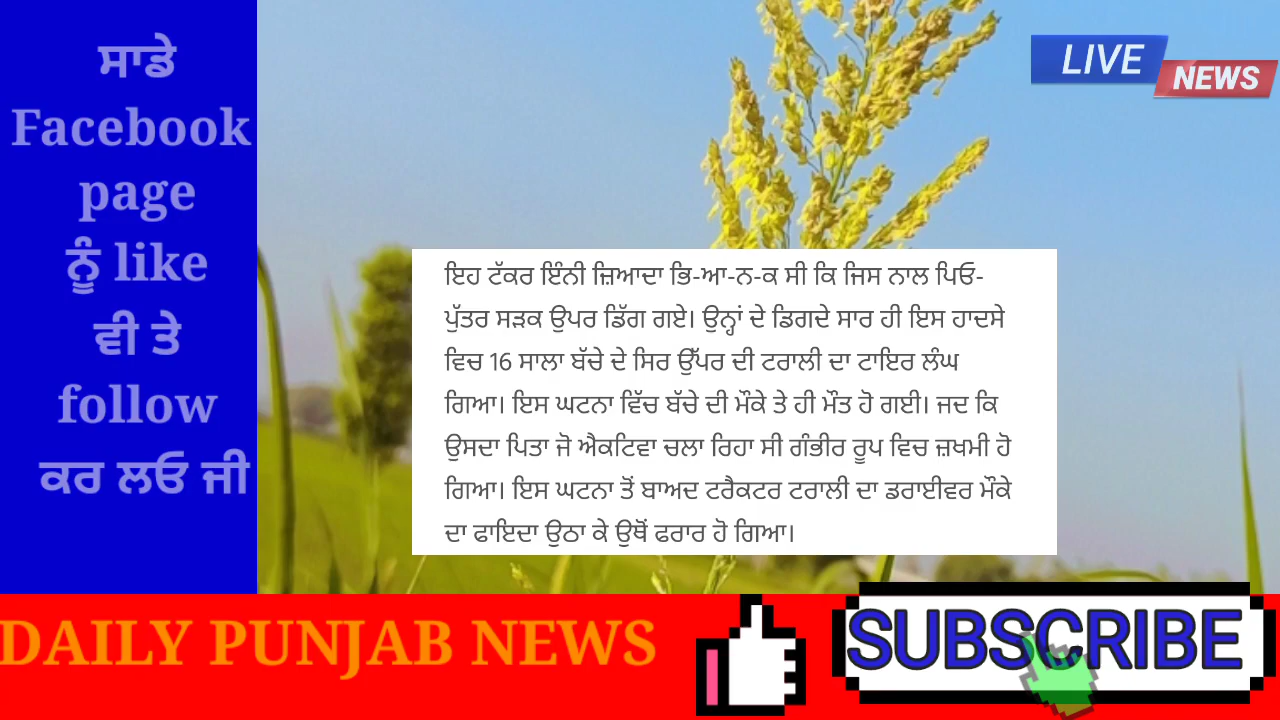 ਸਾਡੇ
Facebook
page
ਨੂੰ like
ਵੀ ਤੇ
follow
ਕਰ ਲਓ ਜੀ
LIVE
NEWS
ਇਹ ਟੱਕਰ ਇੰਨੀ ਜ਼ਿਆਦਾ ਭਿ-ਆ-ਨ-ਕ ਸੀ ਕਿ ਜਿਸ ਨਾਲ ਪਿਓ-
ਪੁੱਤਰ ਸੜਕ ਉਪਰ ਡਿੱਗ ਗਏ। ਉਨ੍ਹਾਂ ਦੇ ਡਿਗਦੇ ਸਾਰ ਹੀ ਇਸ ਹਾਦਸੇ
ਵਿਚ 16 ਸਾਲਾ ਬੱਚੇ ਦੇ ਸਿਰ ਉੱਪਰ ਦੀ ਟਰਾਲੀ ਦਾ ਟਾਇਰ ਲੰਘ
ਗਿਆ। ਇਸ ਘਟਨਾ ਵਿੱਚ ਬੱਚੇ ਦੀ ਮੌਕੇ ਤੇ ਹੀ ਮੌਤ ਹੋ ਗਈ। ਜਦ ਕਿ
ਉਸਦਾ ਪਿਤਾ ਜੋ ਐਕਟਿਵਾ ਚਲਾ ਰਿਹਾ ਸੀ ਗੰਭੀਰ ਰੂਪ ਵਿਚ ਜ਼ਖਮੀ ਹੋ
ਗਿਆ। ਇਸ ਘਟਨਾ ਤੋਂ ਬਾਅਦ ਟਰੈਕਟਰ ਟਰਾਲੀ ਦਾ ਡਰਾਈਵਰ ਮੌਕੇ
ਦਾ ਫਾਇਦਾ ਉਠਾ ਕੇ ਉਥੋਂ ਫਰਾਰ ਹੋ ਗਿਆ।
DAILY PUNJAB NEWS
SUBSCRIBE